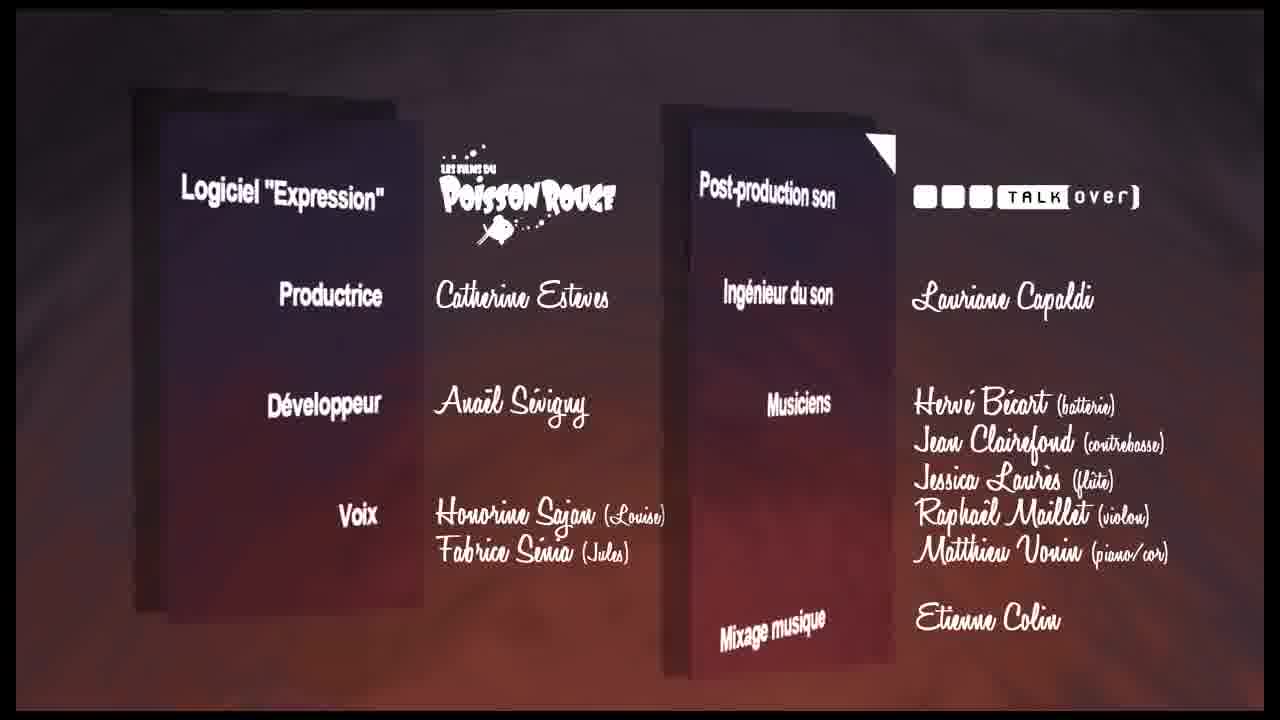 Logiciel "Expression"
LES FILMS DU
POISSON ROUGE
Productrice
Catherine Esteves
Développeur
Anaël Sévigny
Voix
Honorine Sajan (Louise)
Fabrice Sénia (Jules)
Post-production son
TALK(over)
Ingénieur du son
Lauriane Capaldi
Musiciens
Hervé Bécart (batterie)
Jean Clairefond (contrebasse)
Jessica Laurès (flûte)
Raphaël Maillet (violon)
Matthieu Vonin (piano/cor)
Mixage musique
Etienne Colin